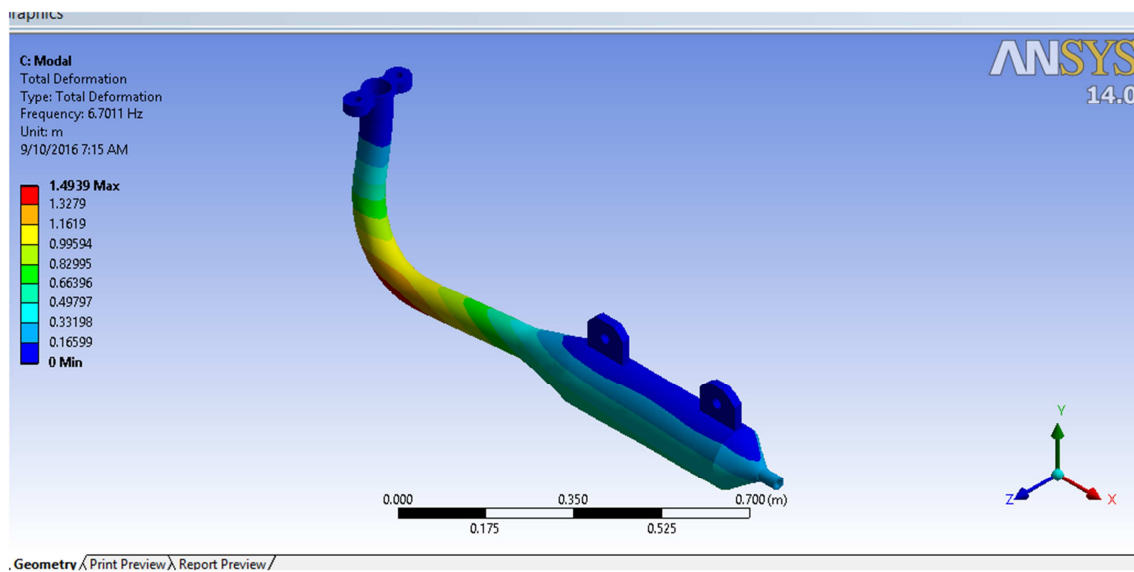 Graphics
C: Modal
Total Deformation
Type: Total Deformation
Frequency: 6.7011 Hz
Unit: m
9/10/2016 7:15 AM
1.4939 Max
1.3279
1.1619
0.99594
0.82995
0.66396
0.49797
0.33198
0.16599
0 Min
ANSYS
14.0
Y
Z
X
0.000
0.350
0.700 (m)
0.175
0.525
Geometry
Print Preview
Report Preview